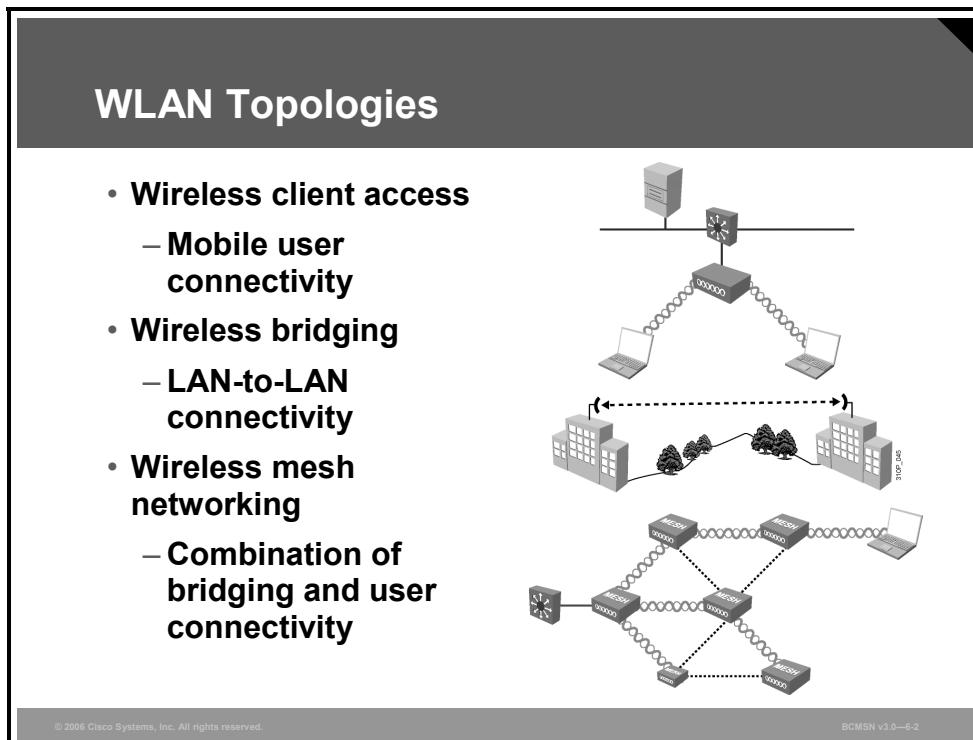 WLAN Topologies
• Wireless client access
– Mobile user
connectivity
• Wireless bridging
– LAN-to-LAN
connectivity
• Wireless mesh
networking
– Combination of
bridging and user
connectivity
310P_045
MESH
MESH
MESH
MESH
MESH
MESH
© 2006 Cisco Systems, Inc. All rights reserved.
BCMSN v3.0—6-2